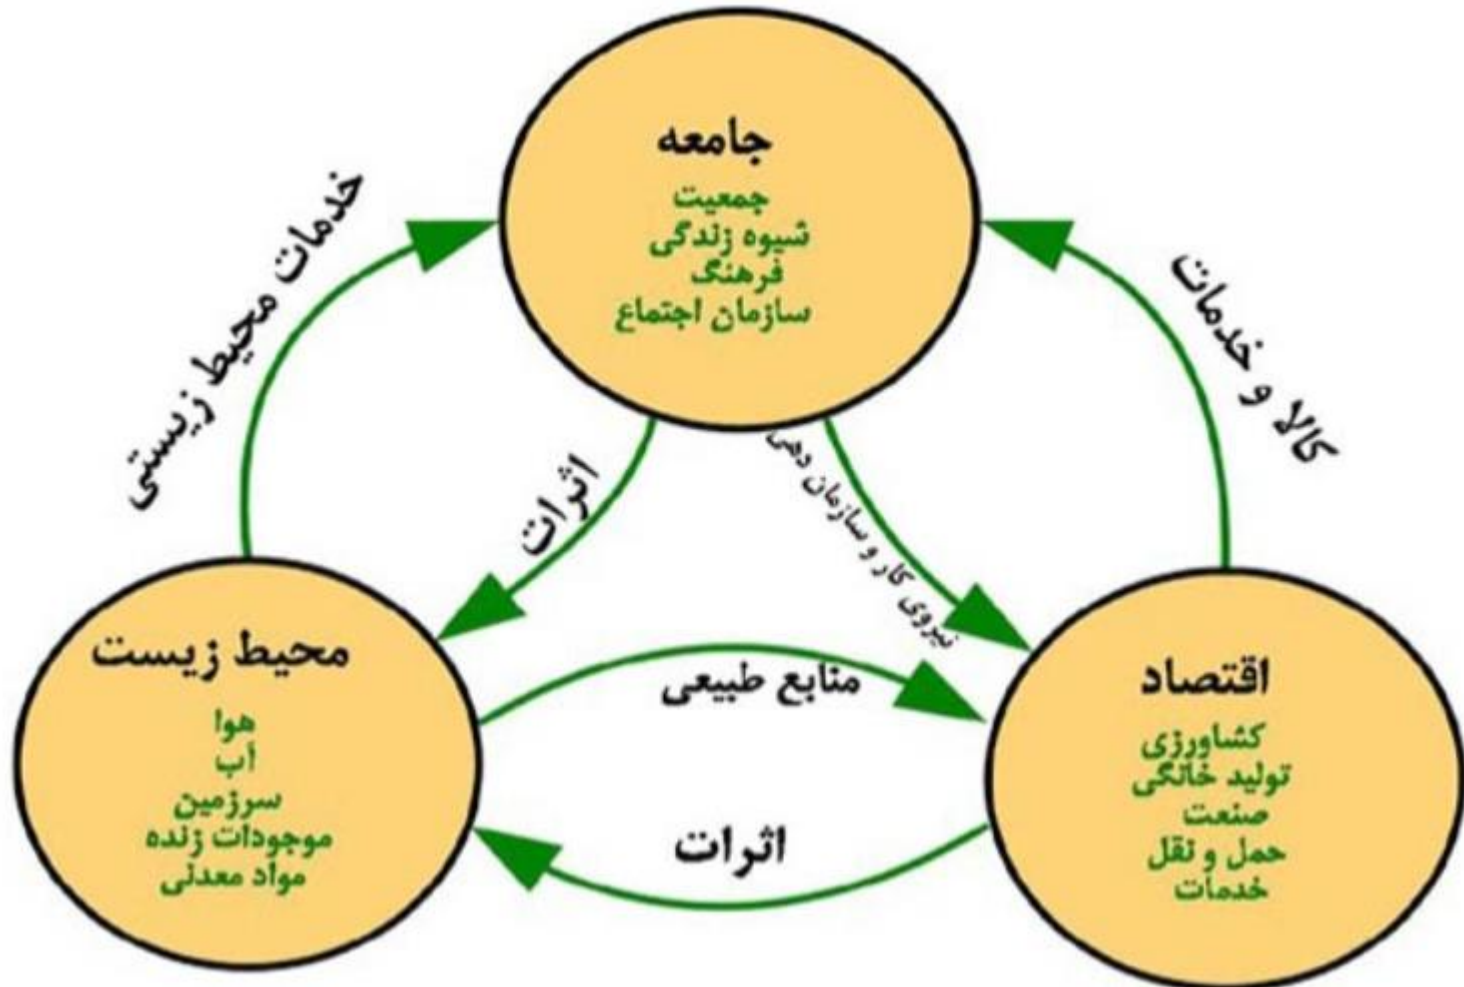 جامعه
جمعیت
شیوه زندگی
فرهنگ
سازمان اجتماع
خدمات محیط زیستی
کالا و خدمات
اثرات
نیروی کار و سازمان دهی
محیط زیست
هوا
آب
سرزمین
موجودات زنده
مواد معدنی
منابع طبیعی
اثرات
اقتصاد
کشاورزی
تولید خانگی
صنعت
حمل و نقل
خدمات